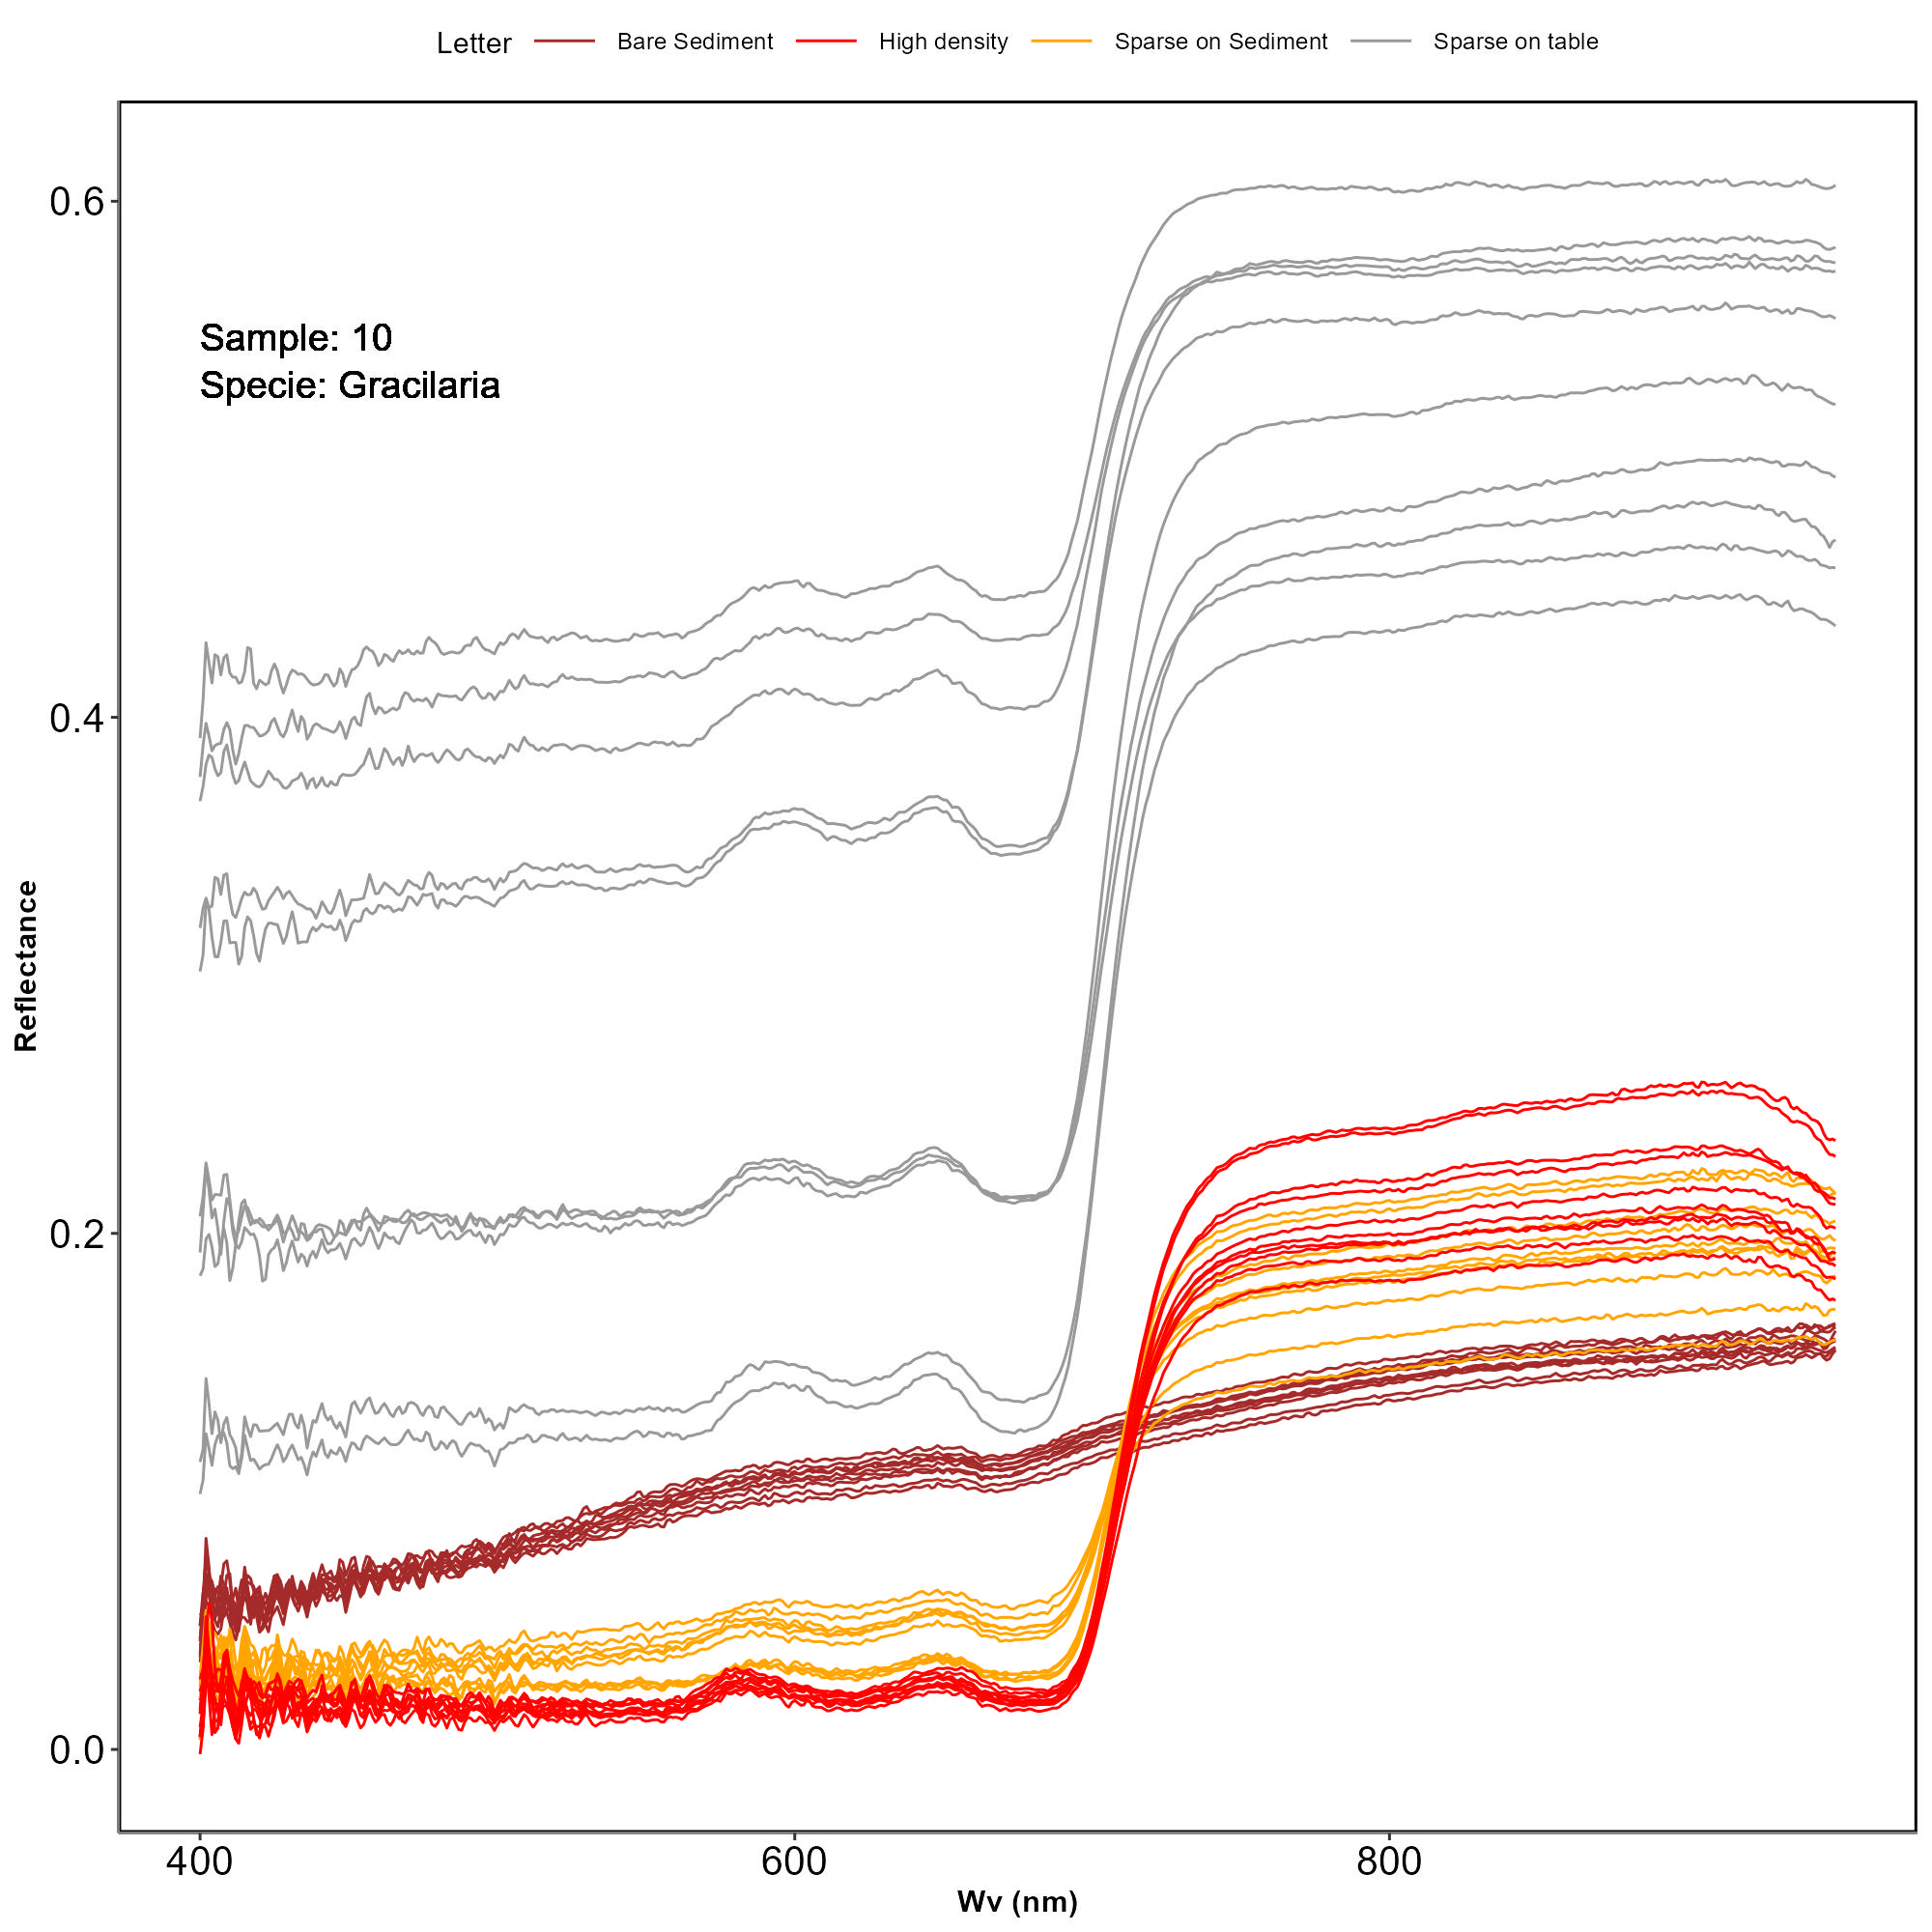 Letter Bare Sediment High density Sparse on Sediment Sparse on table
0.6
Sample: 10
Specie: Gracilaria
0.4
Reflectance
0.2
0.0
400 600 800
Wv (nm)